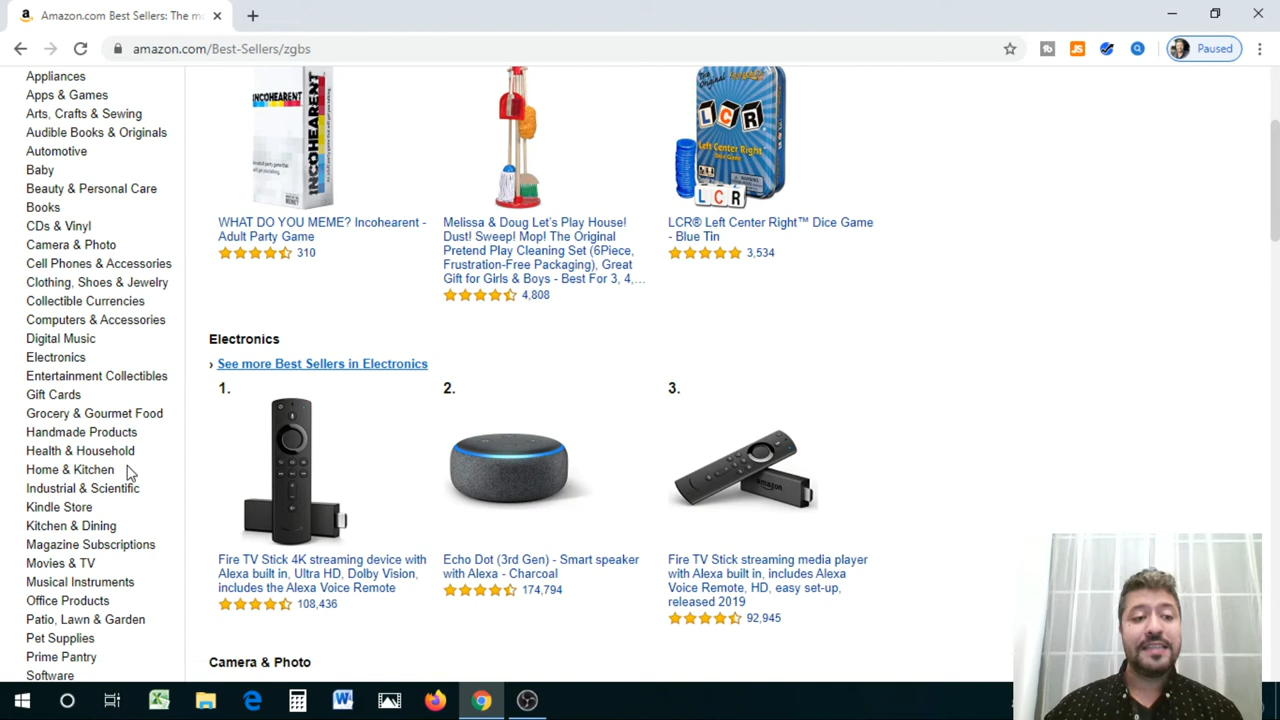 Amazon.com Best Sellers: The mo
amazon.com/Best-Sellers/zgbs
Paused
Appliances
Apps & Games
Arts, Crafts & Sewing
Audible Books & Originals
Automotive
Baby
Beauty & Personal Care
Books
CDs & Vinyl
Camera & Photo
Cell Phones & Accessories
Clothing, Shoes & Jewelry
Collectible Currencies
Computers & Accessories
Digital Music
Electronics
Entertainment Collectibles
Gift Cards
Grocery & Gourmet Food
Handmade Products
Health & Household
Home & Kitchen
Industrial & Scientific
Kindle Store
Kitchen & Dining
Magazine Subscriptions
Movies & TV
Musical Instruments
Office Products
Patio, Lawn & Garden
Pet Supplies
Prime Pantry
Software
INCOHEARENT
INCOHEARENT
WHAT DO YOU MEME? Incohearent -
Adult Party Game
310
Melissa & Doug Let's Play House!
Dust! Sweep! Mop! The Original
Pretend Play Cleaning Set (6Piece,
Frustration-Free Packaging), Great
Gift for Girls & Boys - Best For 3, 4,...
4,808
LCR
Left Center Right
Dice Game
L C R
LCR® Left Center Right™ Dice Game
- Blue Tin
3,534
Electronics
› See more Best Sellers in Electronics
1.
2.
3.
amazon
Fire TV Stick 4K streaming device with
Alexa built in, Ultra HD, Dolby Vision,
includes the Alexa Voice Remote
108,436
Echo Dot (3rd Gen) - Smart speaker
with Alexa - Charcoal
174,794
Fire TV Stick streaming media player
with Alexa built in, includes Alexa
Voice Remote, HD, easy set-up,
released 2019
92,945
Camera & Photo